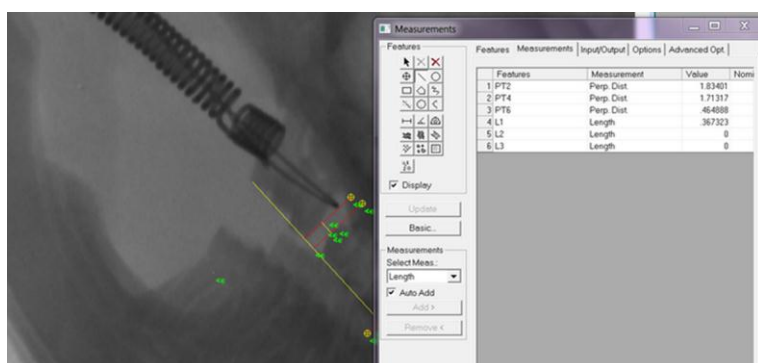 Measurements
Features
Features Measurements Input/Output Options Advanced Opt.
Features Measurement Value Nomi
1 PT2 Perp. Dist. 1.83401
2 PT4 Perp. Dist. 1.71317
3 PT6 Perp. Dist. .464888
4 L1 Length .367323
5 L2 Length 0
6 L3 Length 0
Display
Update
Basic...
Measurements
Select Meas.:
Length
Auto Add
Add >
Remove <